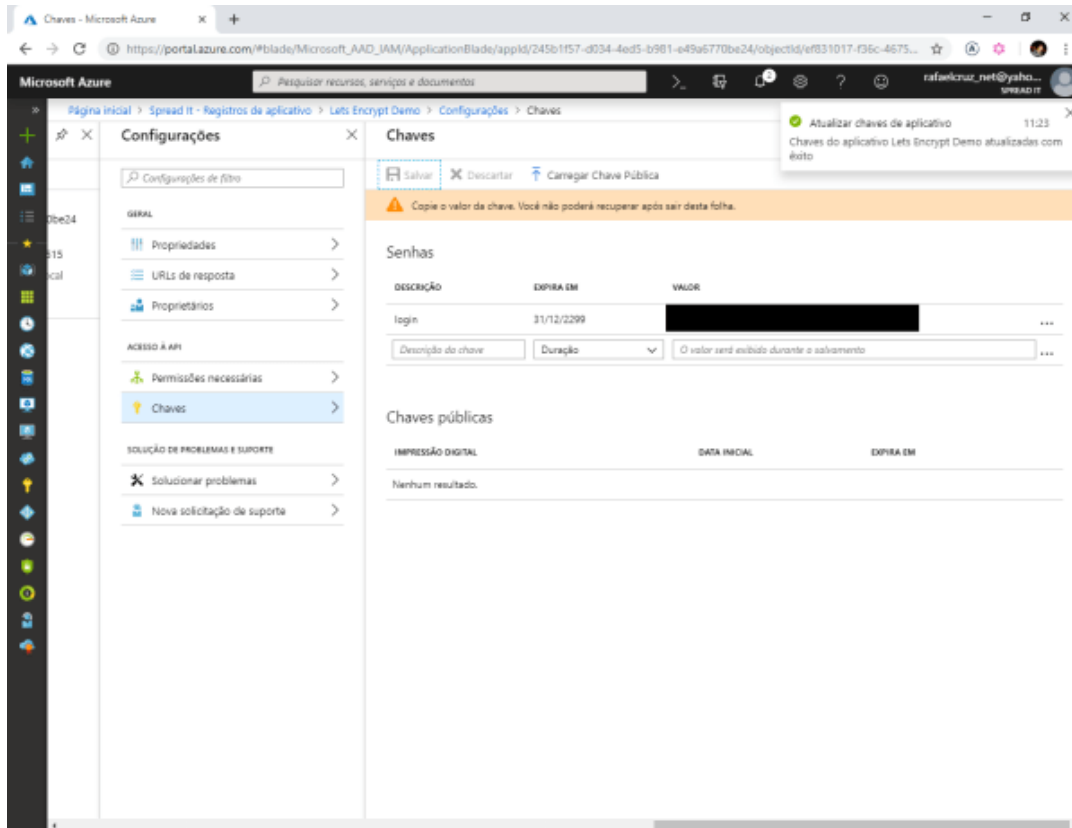 Chaves - Microsoft Azure
https://portal.azure.com/#blade/Microsoft_AAD_IAM/ApplicationBlade/appId/245b1f57-d034-4ed5-b981-e49a6770be24/objectId/ef831017-f36c-4675...
Microsoft Azure
Pesquisar recursos, serviços e documentos
rafaelcruz_net@yaho...
SPREAD IT
Página inicial > Spread It - Registros de aplicativo > Lets Encrypt Demo > Configurações > Chaves
Atualizar chaves de aplicativo 11:23
Chaves do aplicativo Lets Encrypt Demo atualizadas com
êxito
Configurações
Chaves
Configurações de filtro
Salvar
Descartar
Carregar Chave Pública
Copie o valor da chave. Você não poderá recuperar após sair desta folha.
0be24
815
cal
GERAL
Propriedades
URLs de resposta
Proprietários
ACESSO À API
Permissões necessárias
Chaves
SOLUÇÃO DE PROBLEMAS E SUPORTE
Solucionar problemas
Nova solicitação de suporte
Senhas
DESCRIÇÃO EXPIRA EM VALOR
login 31/12/2299
Descrição da chave Duração O valor será exibido durante o salvamento
Chaves públicas
IMPRESSÃO DIGITAL DATA INICIAL EXPIRA EM
Nenhum resultado.